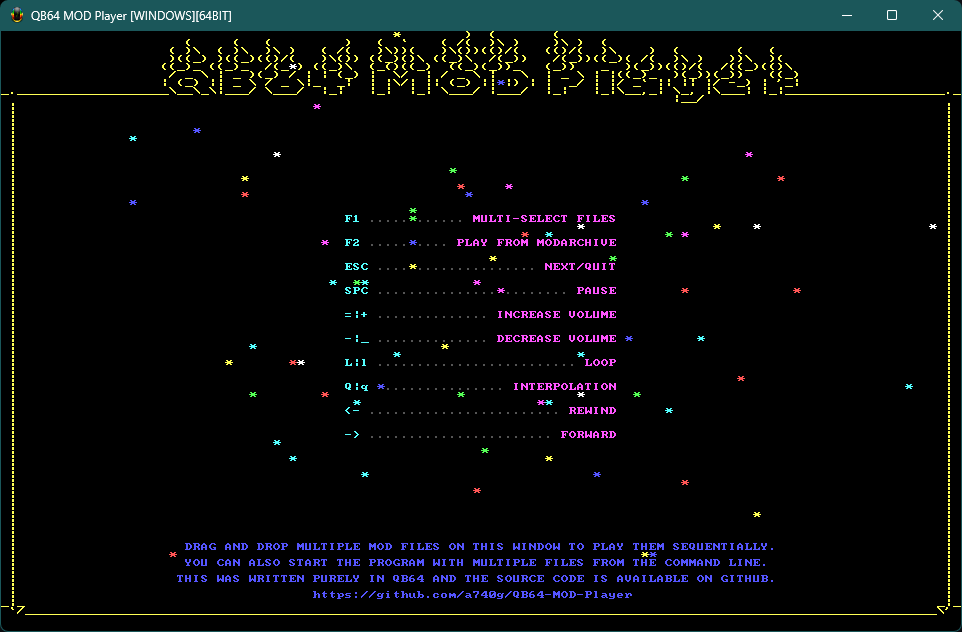 QB64 MOD Player [WINDOWS][64BIT]
QB64 MOD PLAYER
F1 ............ MULTI-SELECT FILES
F2 .......... PLAY FROM MODARCHIVE
ESC ..................... NEXT/QUIT
SPC ......................... PAUSE
=¦+ ............... INCREASE VOLUME
-¦_ ............... DECREASE VOLUME
L¦l .......................... LOOP
Q¦q ................. INTERPOLATION
<- ........................ REWIND
-> ....................... FORWARD
DRAG AND DROP MULTIPLE MOD FILES ON THIS WINDOW TO PLAY THEM SEQUENTIALLY.
YOU CAN ALSO START THE PROGRAM WITH MULTIPLE FILES FROM THE COMMAND LINE.
THIS WAS WRITTEN PURELY IN QB64 AND THE SOURCE CODE IS AVAILABLE ON GITHUB.
https://github.com/a740g/QB64-MOD-Player